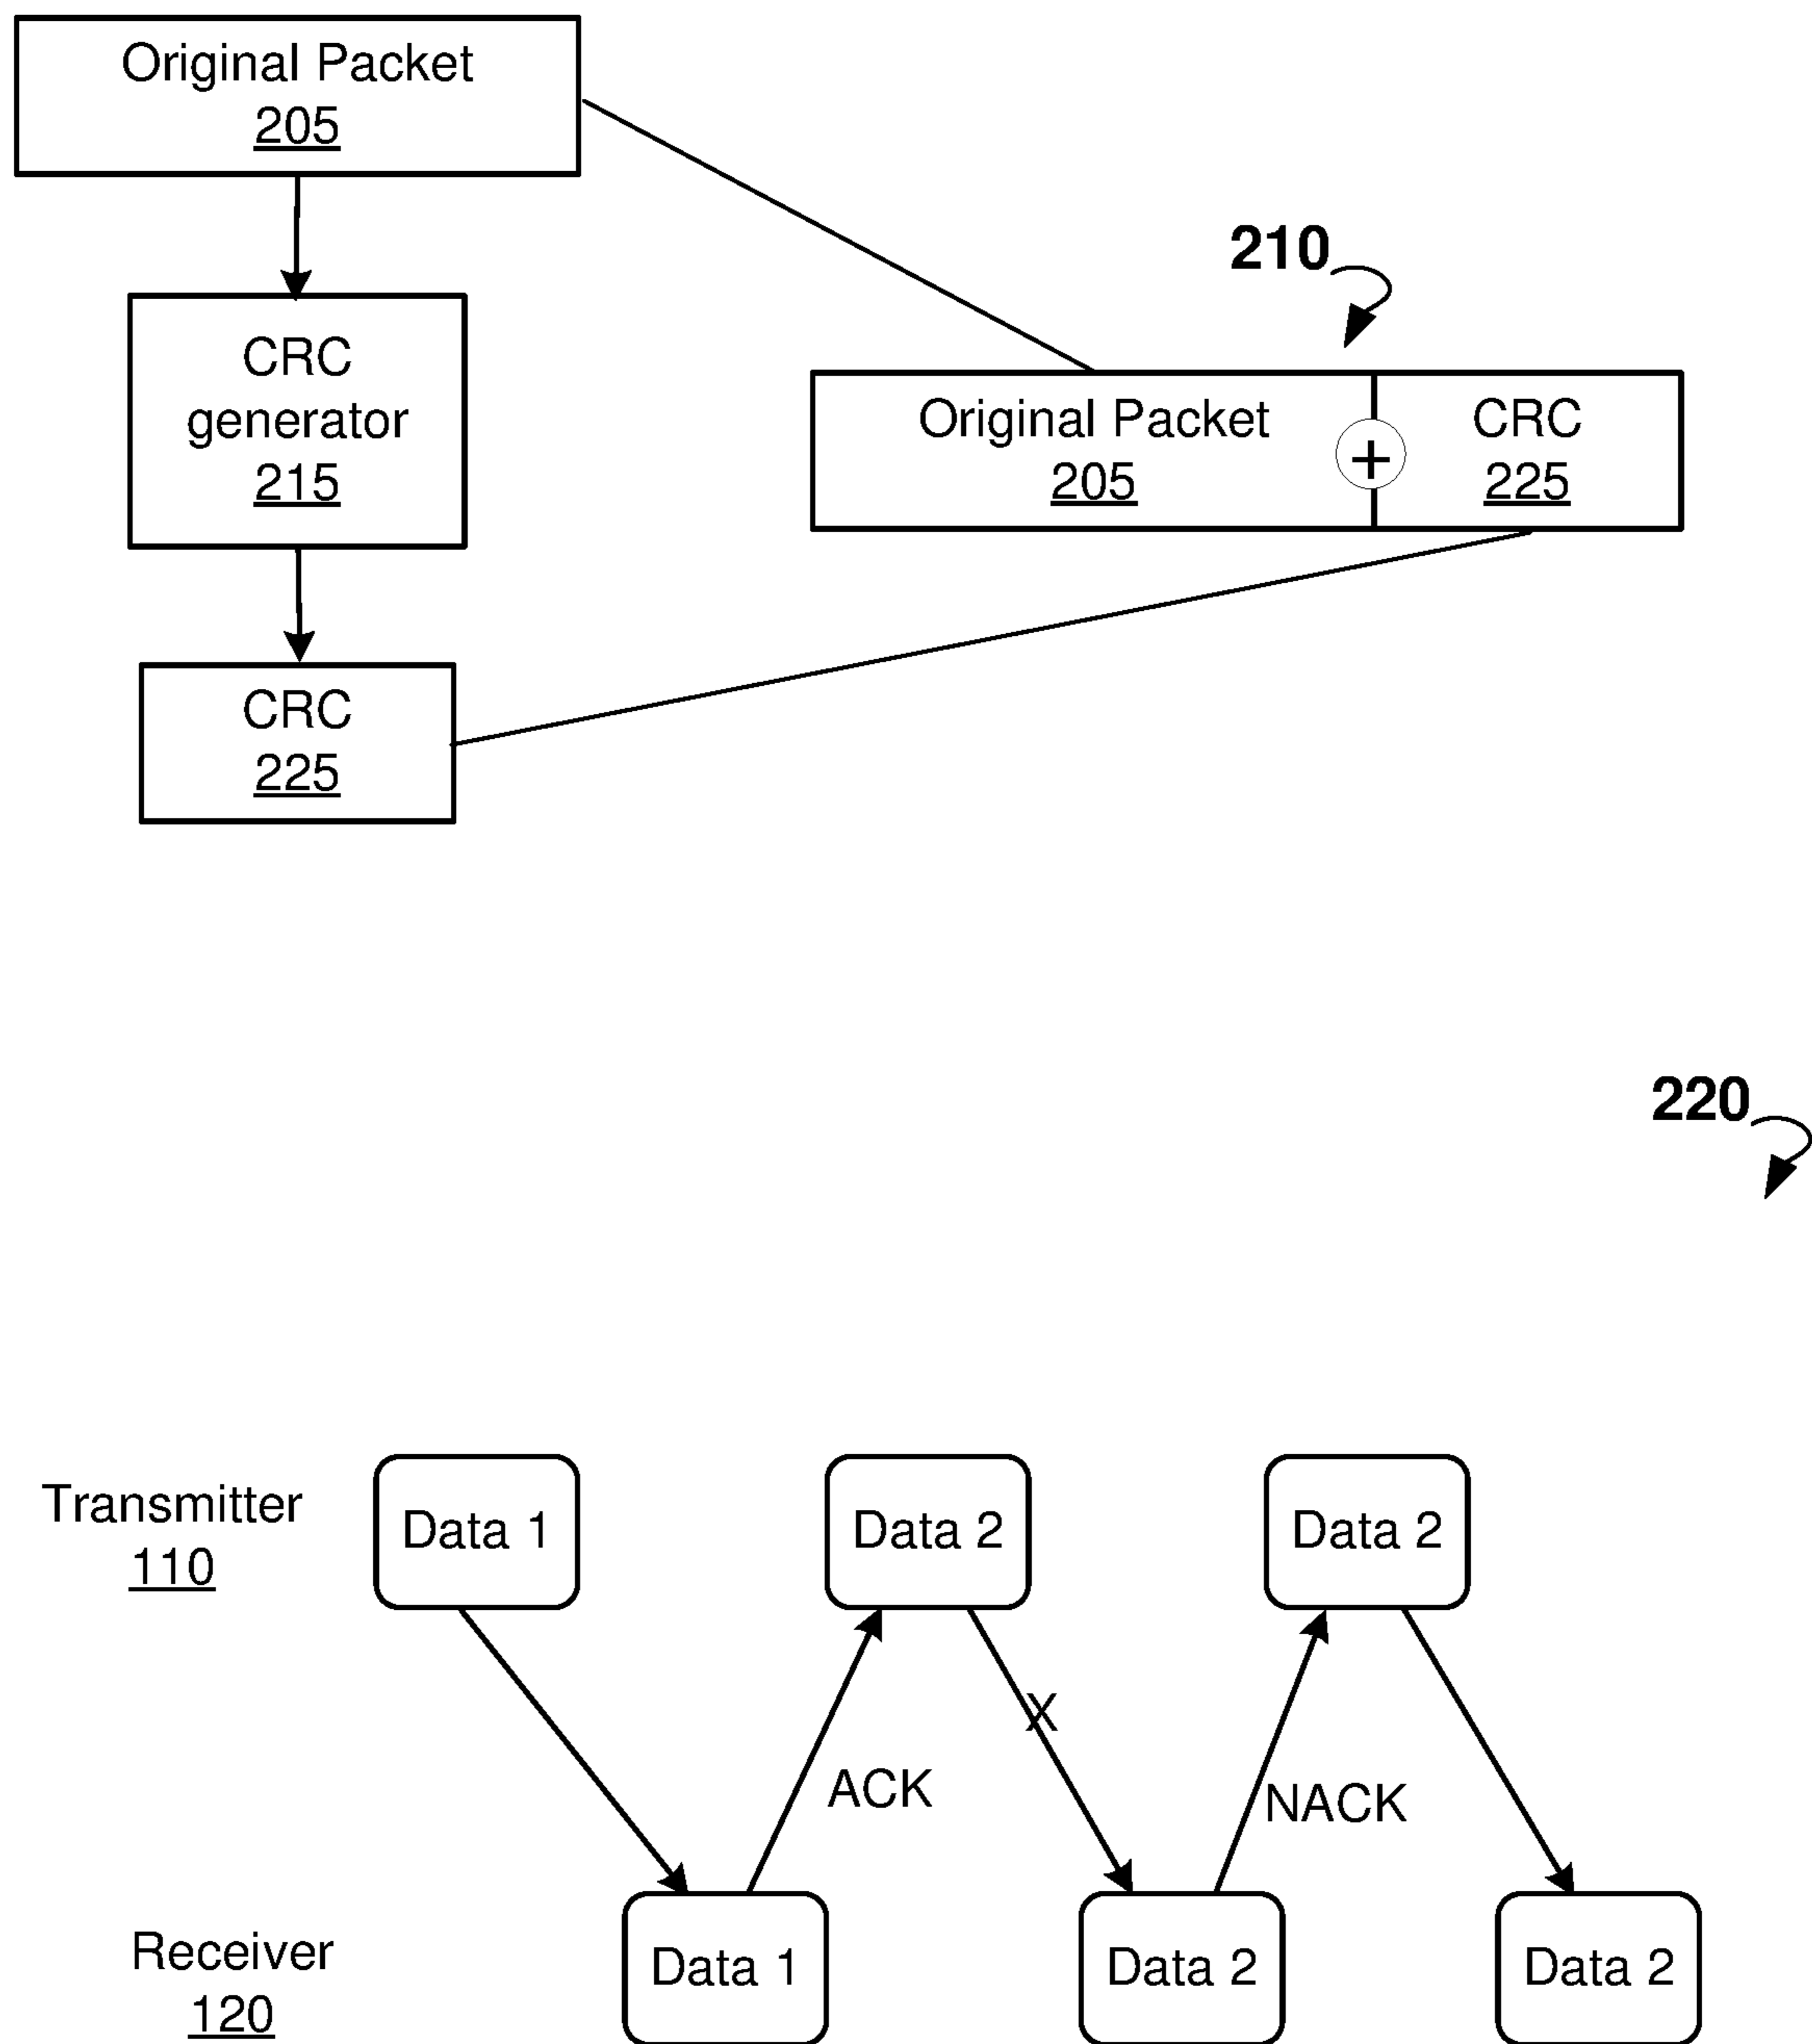 Original Packet
205
210
CRC
generator
215
Original Packet
205
+
CRC
225
CRC
225
220
Transmitter
110
Data 1
Data 2
Data 2
X
ACK
NACK
Receiver
120
Data 1
Data 2
Data 2